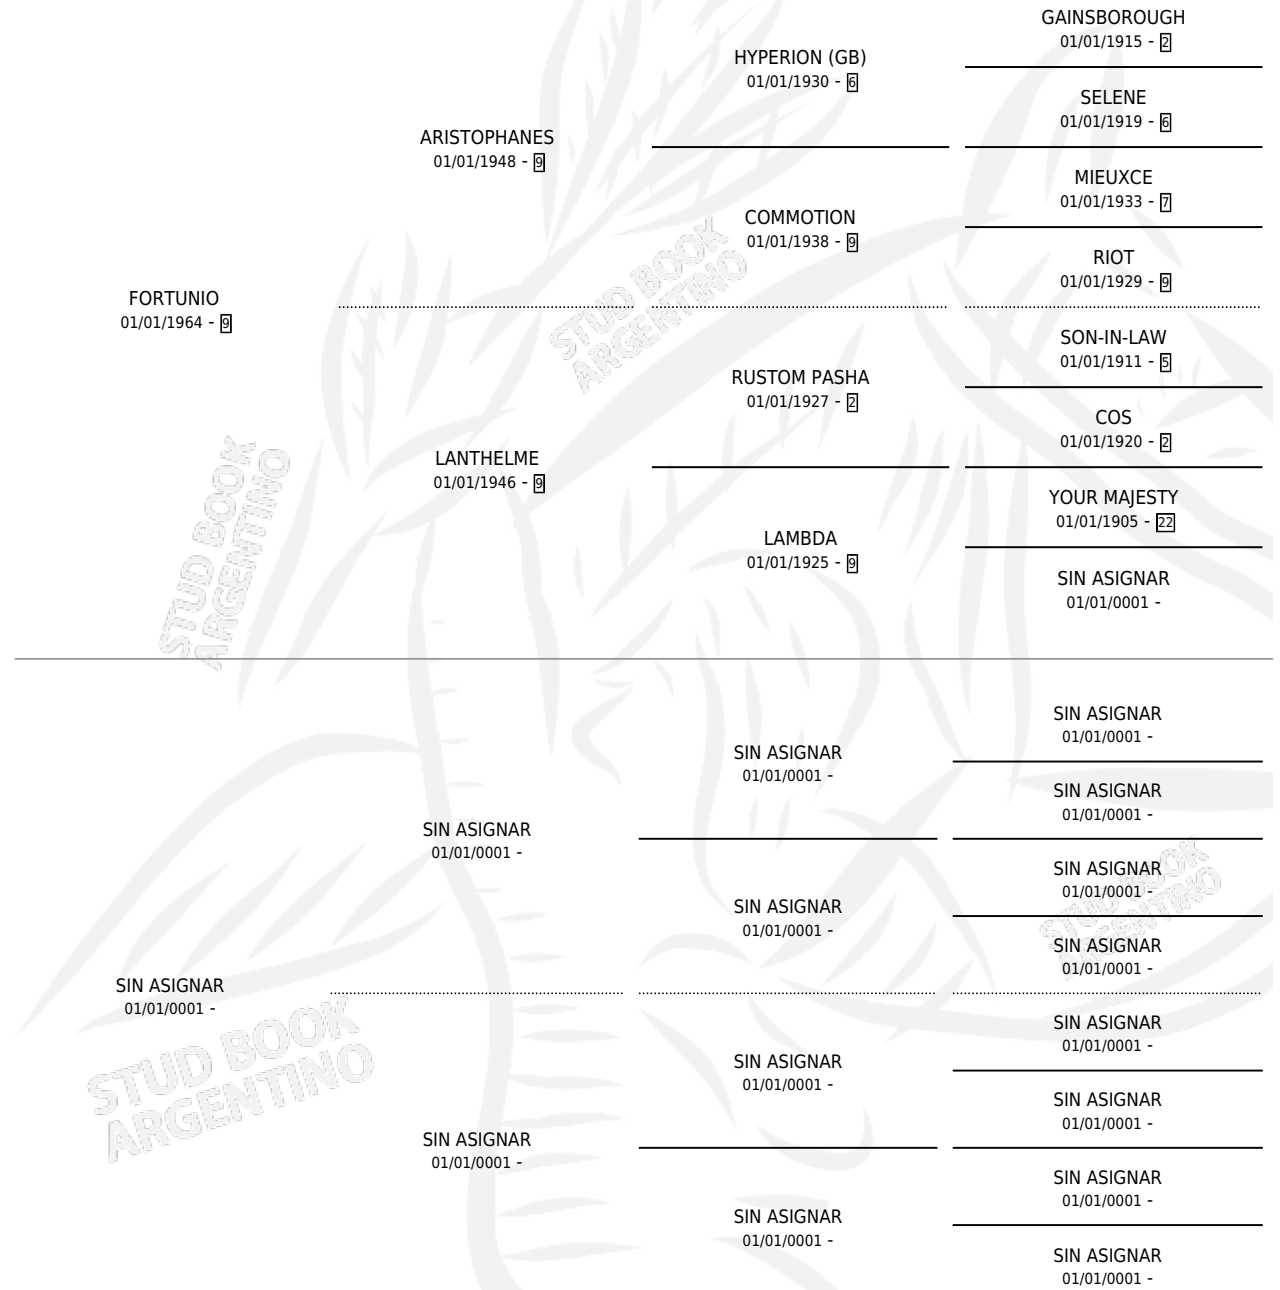 GAINSBOROUGH
01/01/1915 - 2
HYPERION (GB)
01/01/1930 - 6
SELENE
01/01/1919 - 6
ARISTOPHANES
01/01/1948 - 9
MIEUXCE
01/01/1933 - 7
COMMOTION
01/01/1938 - 9
RIOT
01/01/1929 - 9
FORTUNIO
01/01/1964 - 9
SON-IN-LAW
01/01/1911 - 5
RUSTOM PASHA
01/01/1927 - 2
COS
01/01/1920 - 2
LANTHELME
01/01/1946 - 9
YOUR MAJESTY
01/01/1905 - 22
LAMBDA
01/01/1925 - 9
SIN ASIGNAR
01/01/0001 -
STUD BOOK
ARGENTINO
STUD BOOK
ARGENTINO
SIN ASIGNAR
01/01/0001 -
SIN ASIGNAR
01/01/0001 -
SIN ASIGNAR
01/01/0001 -
SIN ASIGNAR
01/01/0001 -
SIN ASIGNAR
01/01/0001 -
SIN ASIGNAR
01/01/0001 -
SIN ASIGNAR
01/01/0001 -
SIN ASIGNAR
01/01/0001 -
SIN ASIGNAR
01/01/0001 -
SIN ASIGNAR
01/01/0001 -
SIN ASIGNAR
01/01/0001 -
SIN ASIGNAR
01/01/0001 -
SIN ASIGNAR
01/01/0001 -
SIN ASIGNAR
01/01/0001 -
SIN ASIGNAR
01/01/0001 -
STUD BOOK
ARGENTINO
STUD BOOK
ARGENTINO